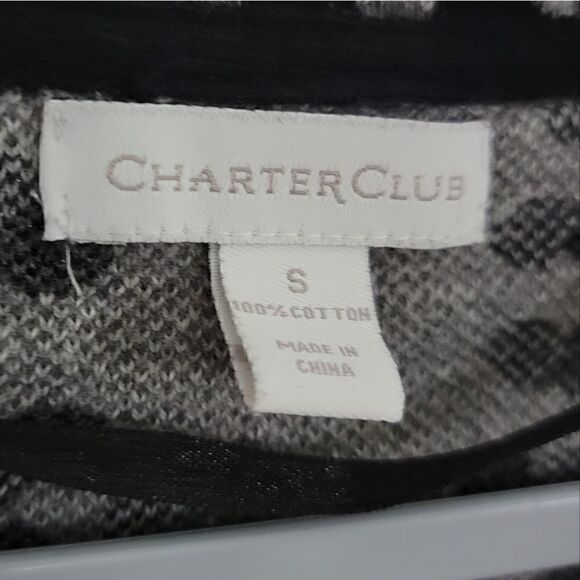 CHARTER CLUB
S
100% COTTON
MADE IN
CHINA